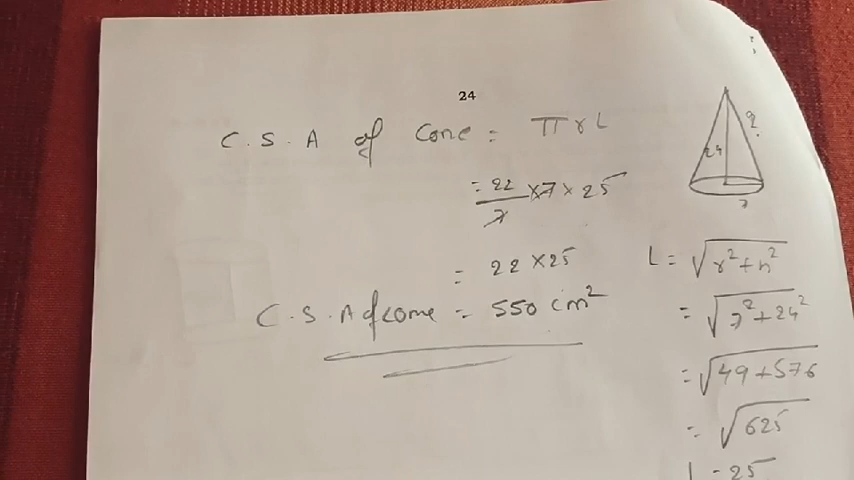 24
C.S.A of Cone = πrL
= 22/7 × 7 × 25
= 22 × 25
C.S.A of cone = 550 cm²
24
7
L = √r²+h²
= √7²+24²
= √49+576
= √625
L = 25